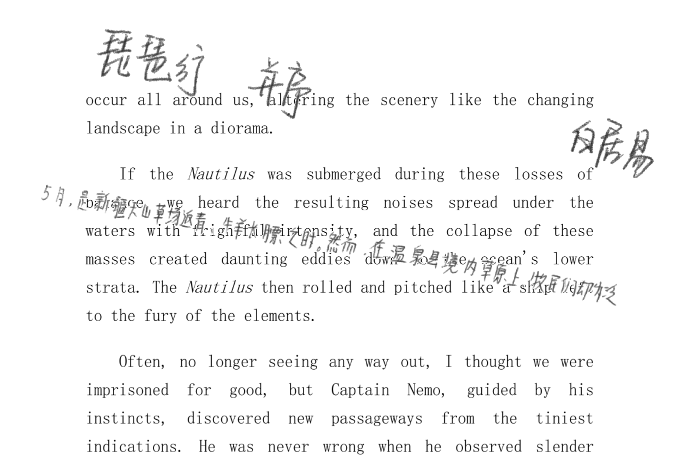 琵琶行
并序
occur all around us, altering the scenery like the changing
landscape in a diorama.
白居易
If the Nautilus was submerged during these losses of
balance, we heard the resulting noises spread under the
5月,是新疆天山草场返青、牛羊上膘之时。然而,在温泉县境内草原上,牧民们却
waters with frightful intensity, and the collapse of these
masses created daunting eddies down to the ocean's lower
strata. The Nautilus then rolled and pitched like a ship left
to the fury of the elements.
Often, no longer seeing any way out, I thought we were
imprisoned for good, but Captain Nemo, guided by his
instincts, discovered new passageways from the tiniest
indications. He was never wrong when he observed slender